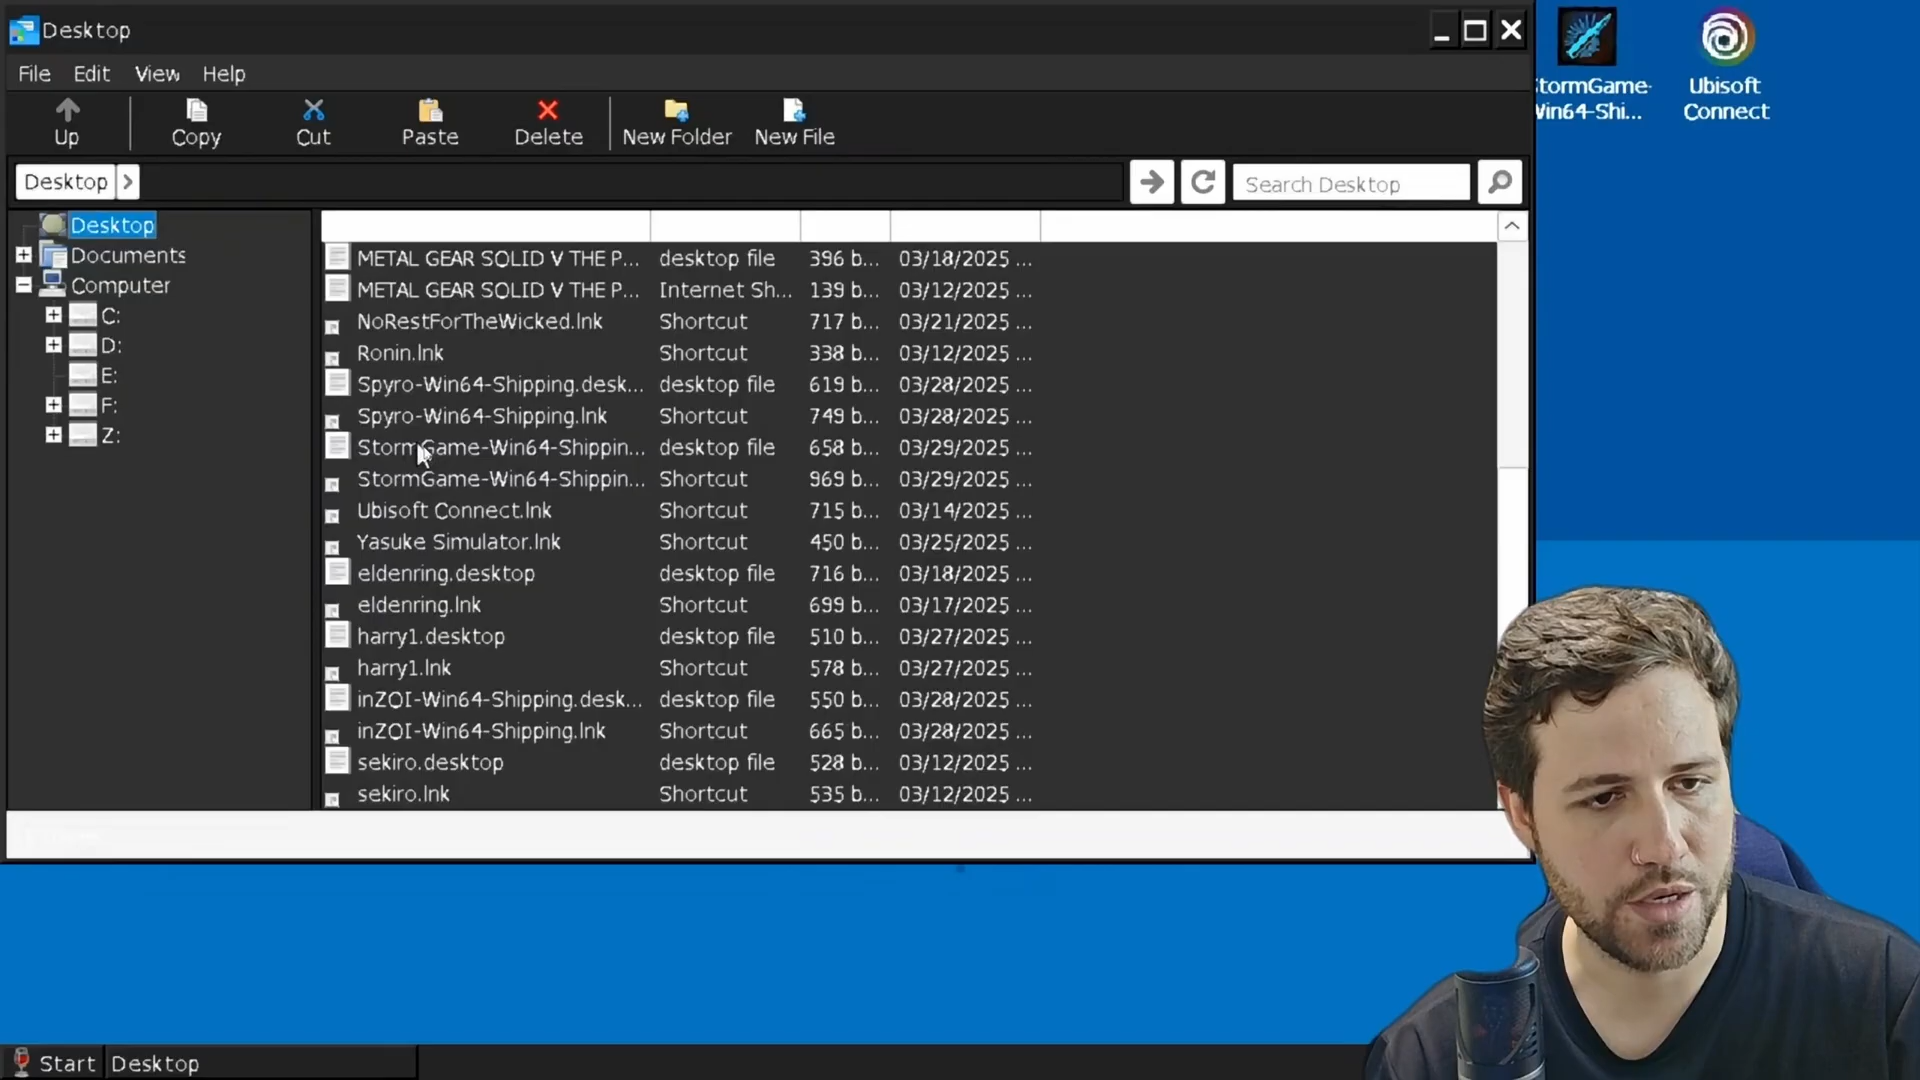 Desktop
File Edit View Help
Up Copy Cut Paste Delete New Folder New File
Desktop
Search Desktop
Desktop
Documents
Computer
C:
D:
E:
F:
Z:
METAL GEAR SOLID V THE P... desktop file 396 b... 03/18/2025 ...
METAL GEAR SOLID V THE P... Internet Sh... 139 b... 03/12/2025 ...
NoRestForTheWicked.lnk Shortcut 717 b... 03/21/2025 ...
Ronin.lnk Shortcut 338 b... 03/12/2025 ...
Spyro-Win64-Shipping.desk... desktop file 619 b... 03/28/2025 ...
Spyro-Win64-Shipping.lnk Shortcut 749 b... 03/28/2025 ...
StormGame-Win64-Shippin... desktop file 658 b... 03/29/2025 ...
StormGame-Win64-Shippin... Shortcut 969 b... 03/29/2025 ...
Ubisoft Connect.lnk Shortcut 715 b... 03/14/2025 ...
Yasuke Simulator.lnk Shortcut 450 b... 03/25/2025 ...
eldenring.desktop desktop file 716 b... 03/18/2025 ...
eldenring.lnk Shortcut 699 b... 03/17/2025 ...
harry1.desktop desktop file 510 b... 03/27/2025 ...
harry1.lnk Shortcut 578 b... 03/27/2025 ...
inZOI-Win64-Shipping.desk... desktop file 550 b... 03/28/2025 ...
inZOI-Win64-Shipping.lnk Shortcut 665 b... 03/28/2025 ...
sekiro.desktop desktop file 528 b... 03/12/2025 ...
sekiro.lnk Shortcut 535 b... 03/12/2025 ...
tormGame-
Win64-Shi...
Ubisoft
Connect
Start Desktop